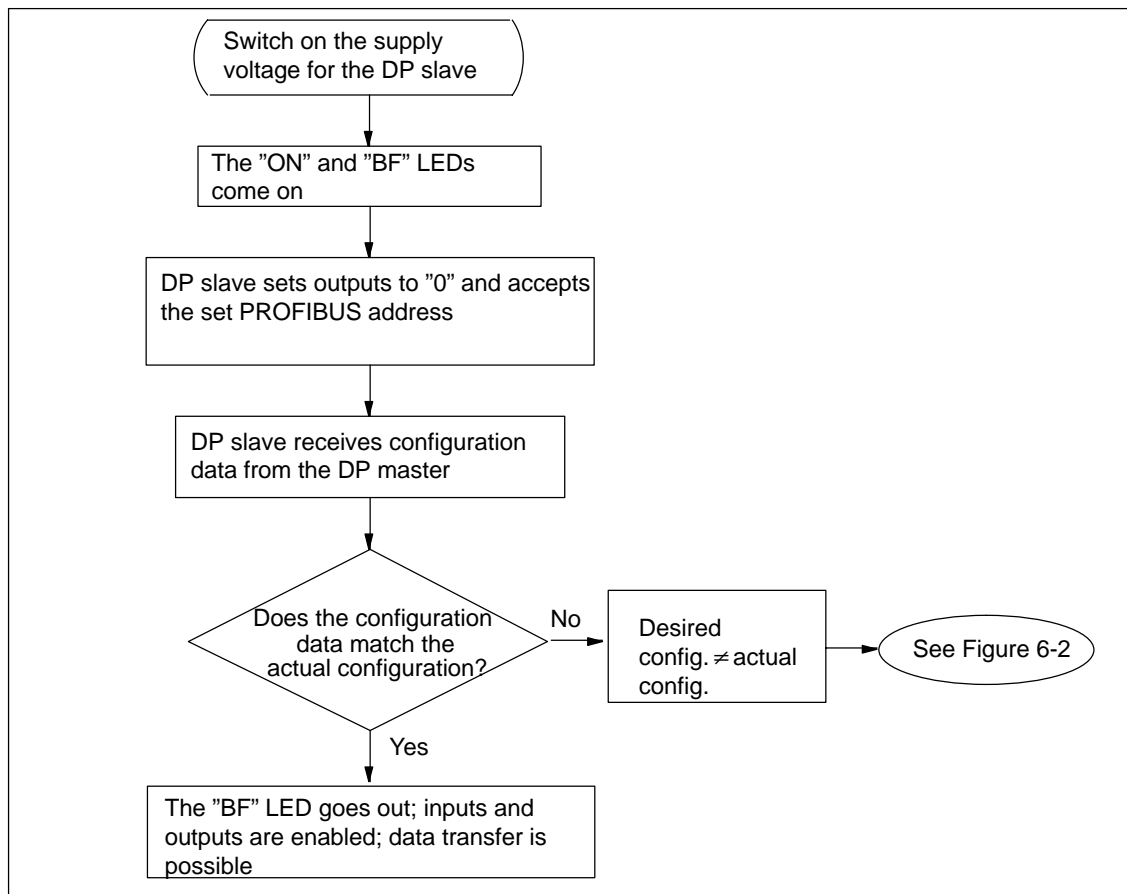 Switch on the supply
voltage for the DP slave
The ”ON” and ”BF” LEDs
come on
DP slave sets outputs to ”0” and accepts
the set PROFIBUS address
DP slave receives configuration
data from the DP master
Does the configuration
data match the
actual configuration?
No
Desired
config. ≠ actual
config.
See Figure 6-2
Yes
The ”BF” LED goes out; inputs and
outputs are enabled; data transfer is
possible